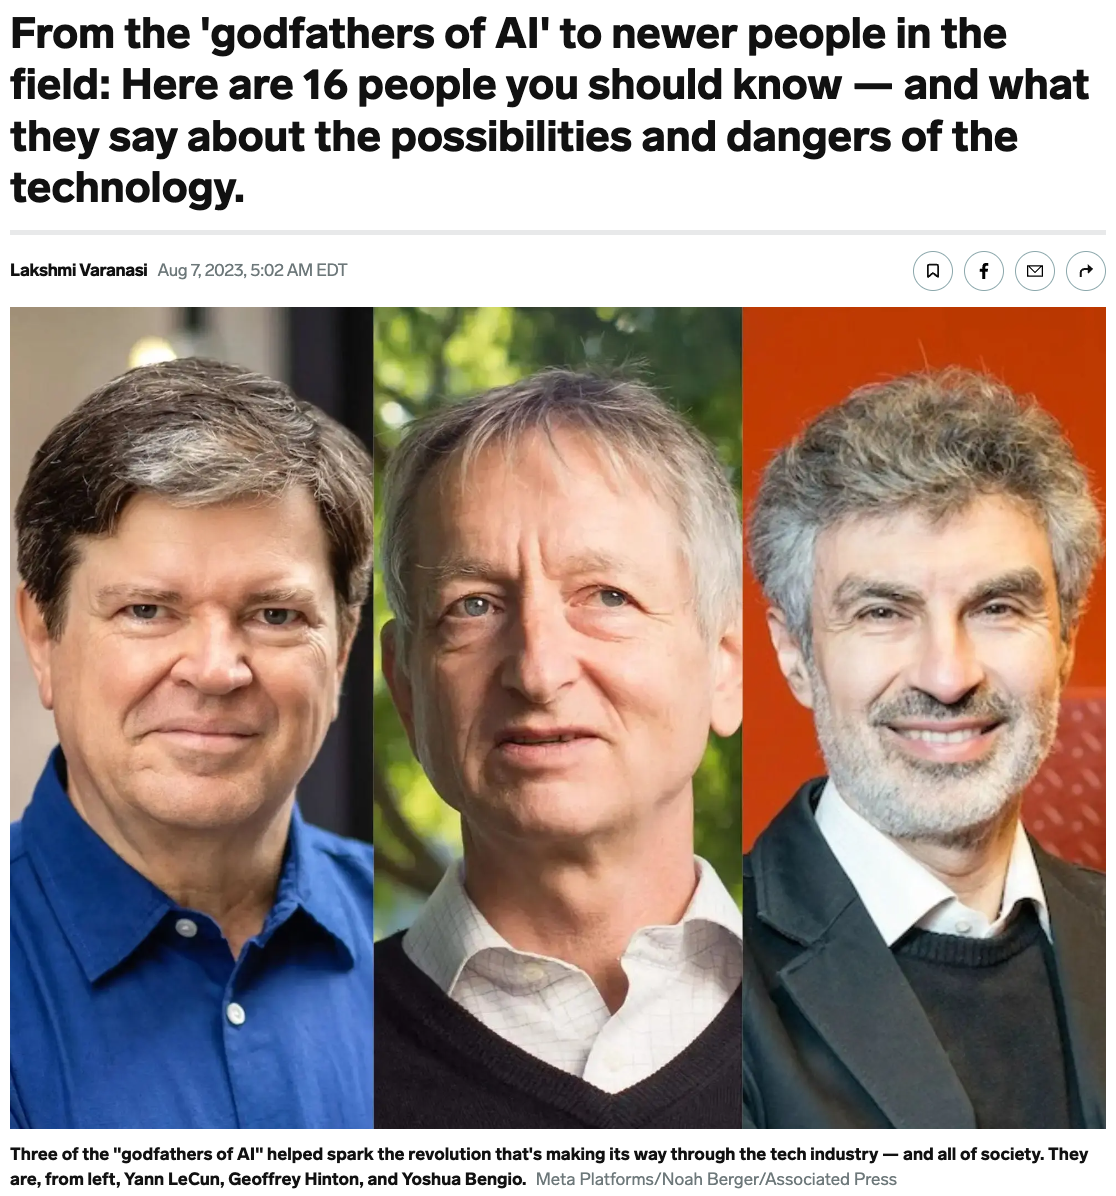 From the 'godfathers of AI' to newer people in the
field: Here are 16 people you should know — and what
they say about the possibilities and dangers of the
technology.
Lakshmi Varanasi Aug 7, 2023, 5:02 AM EDT
Three of the "godfathers of AI" helped spark the revolution that's making its way through the tech industry — and all of society. They
are, from left, Yann LeCun, Geoffrey Hinton, and Yoshua Bengio. Meta Platforms/Noah Berger/Associated Press